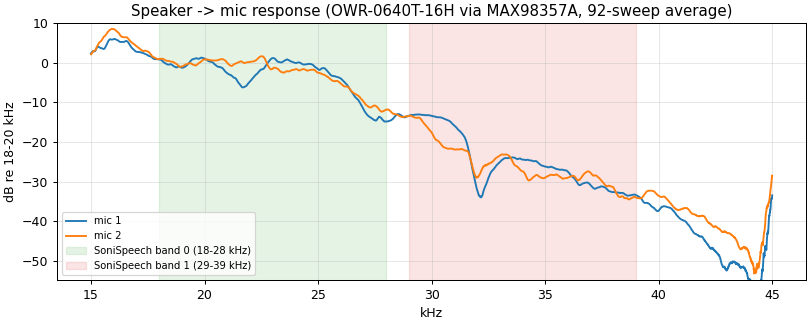 Speaker -> mic response (OWR-0640T-16H via MAX98357A, 92-sweep average)
dB re 18-20 kHz
10
0
−10
−20
−30
−40
−50
mic 1
mic 2
SoniSpeech band 0 (18-28 kHz)
SoniSpeech band 1 (29-39 kHz)
15 20 25 30 35 40 45
kHz